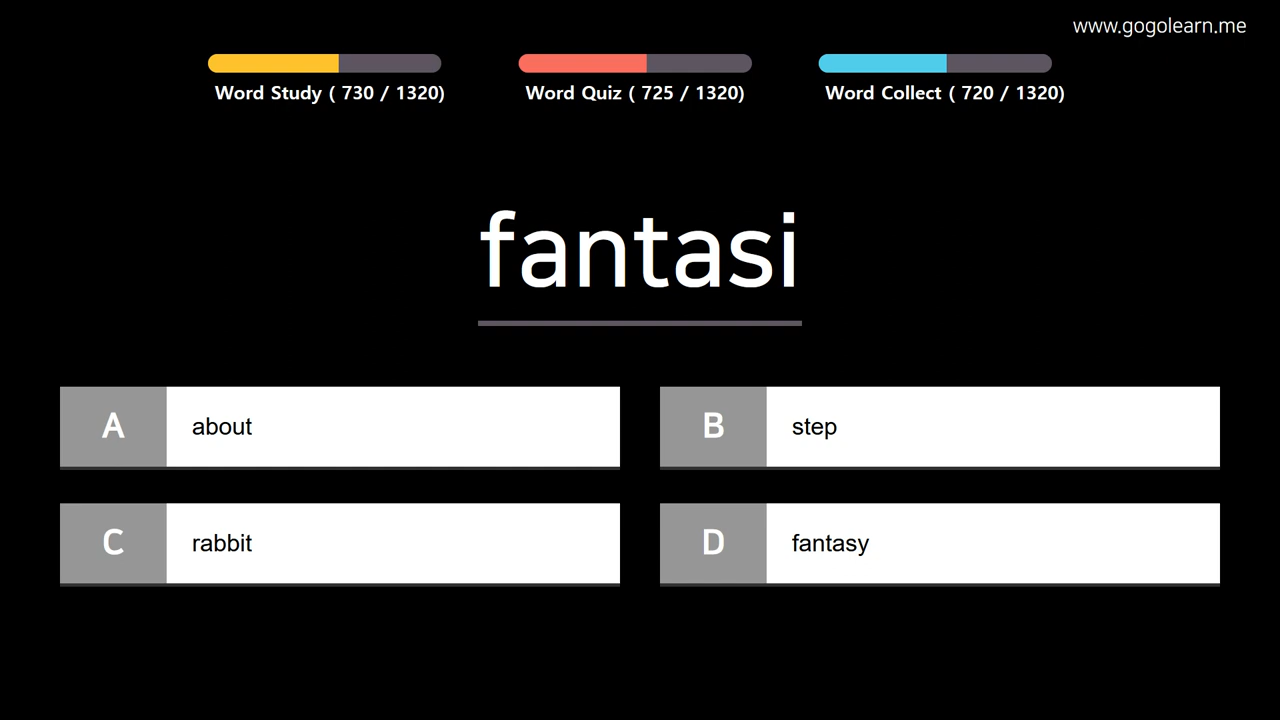 www.gogolearn.me
Word Study ( 730 / 1320)
Word Quiz ( 725 / 1320)
Word Collect ( 720 / 1320)
fantasi
A about
B step
C rabbit
D fantasy